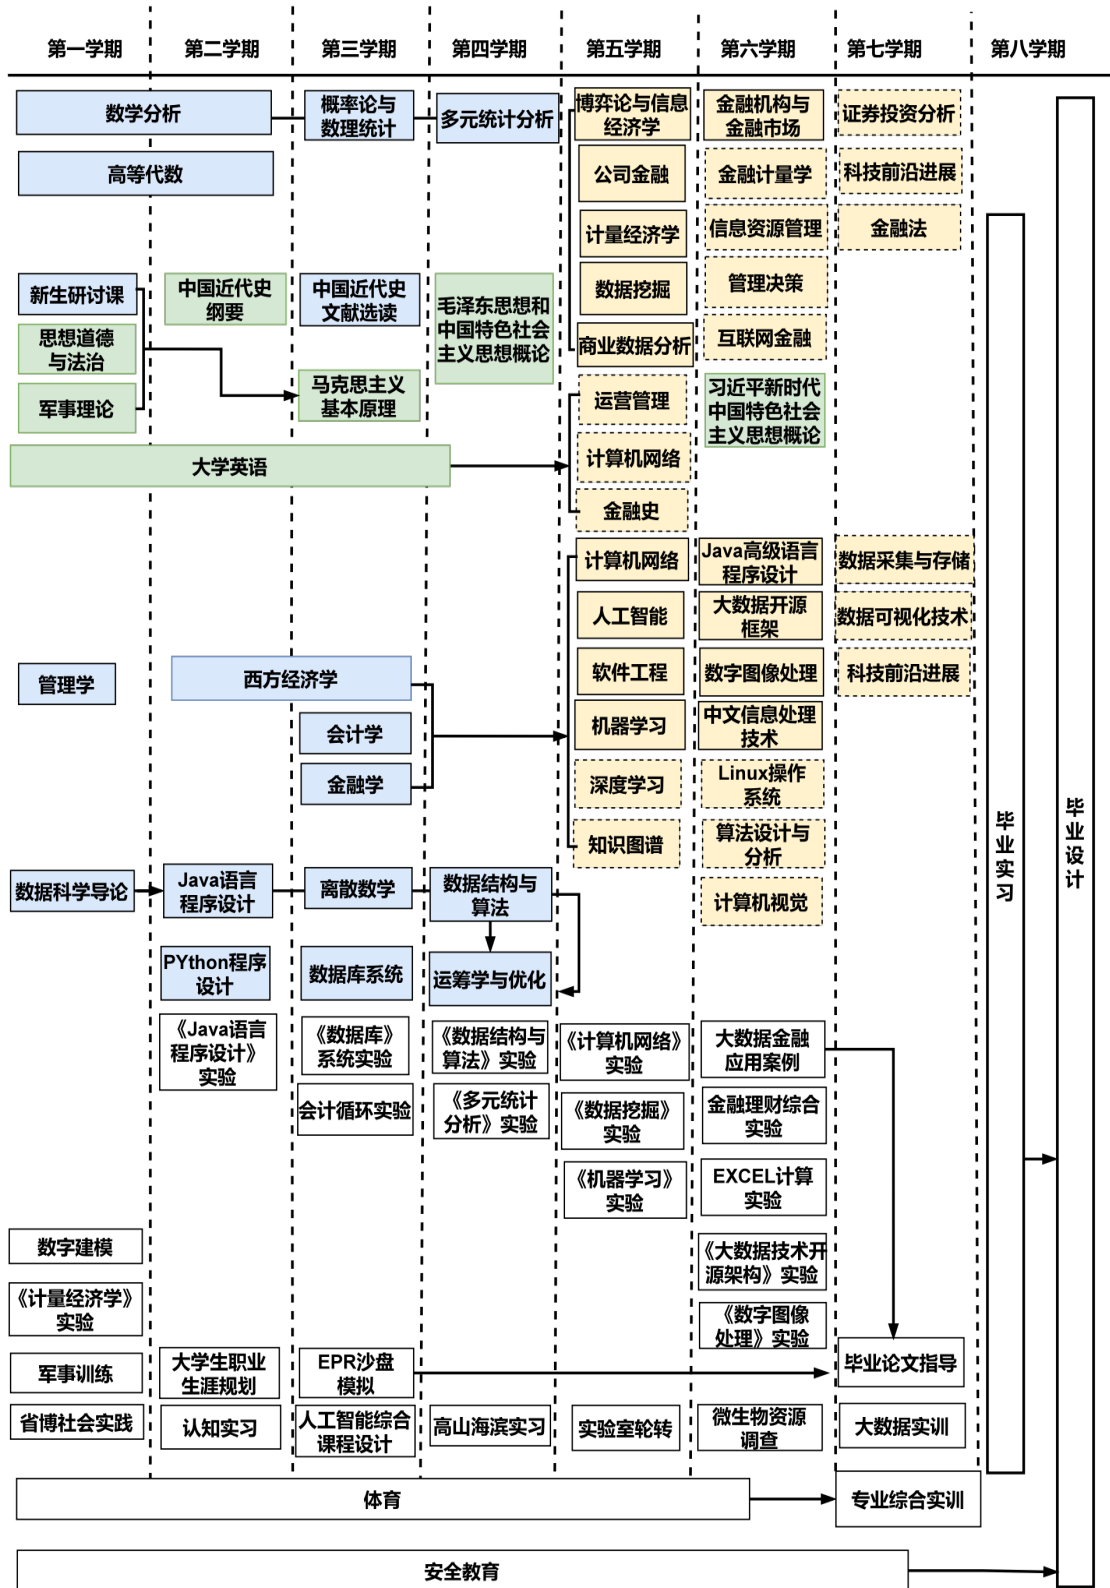 第一学期
第二学期
第三学期
第四学期
第五学期
第六学期
第七学期
第八学期
数学分析
概率论与
数理统计
多元统计分析
博弈论与信息
经济学
金融机构与
金融市场
证券投资分析
高等代数
公司金融
金融计量学
科技前沿进展
计量经济学
信息资源管理
金融法
新生研讨课
中国近代史
纲要
中国近代史
文献选读
毛泽东思想和
中国特色社会
主义思想概论
数据挖掘
管理决策
思想道德
与法治
商业数据分析
互联网金融
军事理论
马克思主义
基本原理
运营管理
习近平新时代
中国特色社会
主义思想概论
大学英语
计算机网络
金融史
计算机网络
Java高级语言
程序设计
数据采集与存储
人工智能
大数据开源
框架
数据可视化技术
管理学
西方经济学
软件工程
数字图像处理
科技前沿进展
会计学
机器学习
中文信息处理
技术
金融学
深度学习
Linux操作
系统
知识图谱
算法设计与
分析
数据科学导论
Java语言
程序设计
离散数学
数据结构与
算法
计算机视觉
PYthon程序
设计
数据库系统
运筹学与优化
《Java语言
程序设计》
实验
《数据库》
系统实验
《数据结构与
算法》实验
《计算机网络》
实验
大数据金融
应用案例
会计循环实验
《多元统计
分析》实验
《数据挖掘》
实验
金融理财综合
实验
《机器学习》
实验
EXCEL计算
实验
数字建模
《大数据技术开
源架构》实验
《计量经济学》
实验
《数字图像
处理》实验
军事训练
大学生职业
生涯规划
EPR沙盘
模拟
毕业论文指导
省博社会实践
认知实习
人工智能综合
课程设计
高山海滨实习
实验室轮转
微生物资源
调查
大数据实训
体育
专业综合实训
安全教育
毕业实习
毕业设计